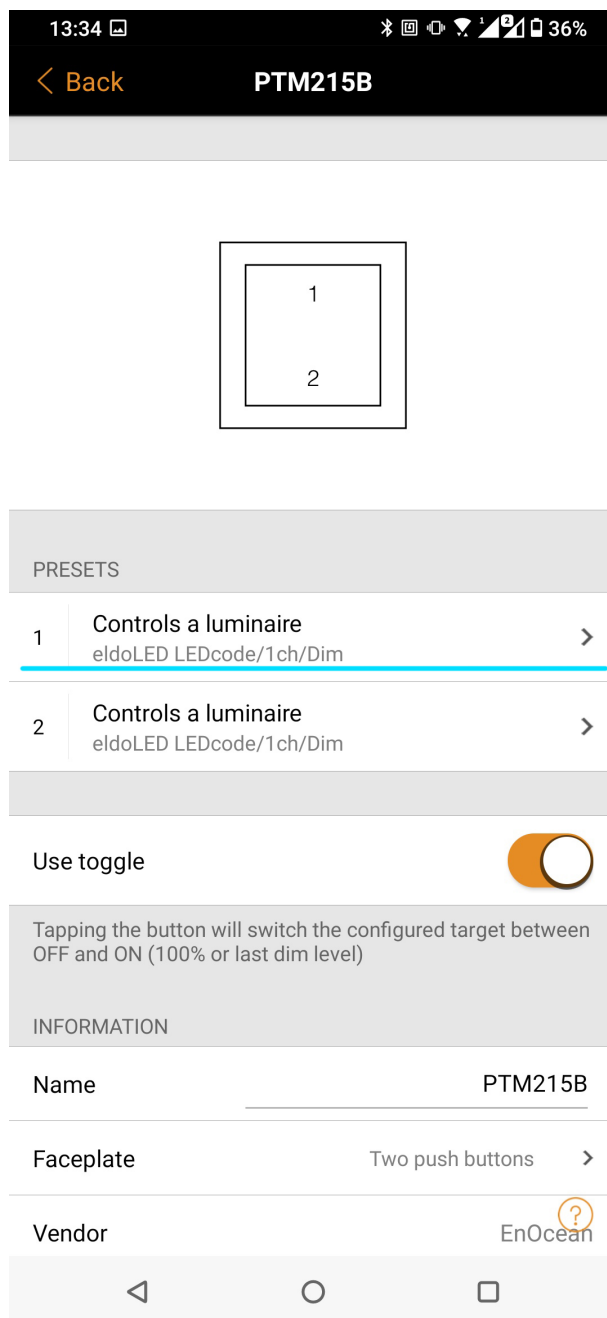 13:34 36%
Back PTM215B
1
2
PRESETS
1 Controls a luminaire
eldoLED LEDcode/1ch/Dim
2 Controls a luminaire
eldoLED LEDcode/1ch/Dim
Use toggle
Tapping the button will switch the configured target between
OFF and ON (100% or last dim level)
INFORMATION
Name PTM215B
Faceplate Two push buttons
?
Vendor EnOcean